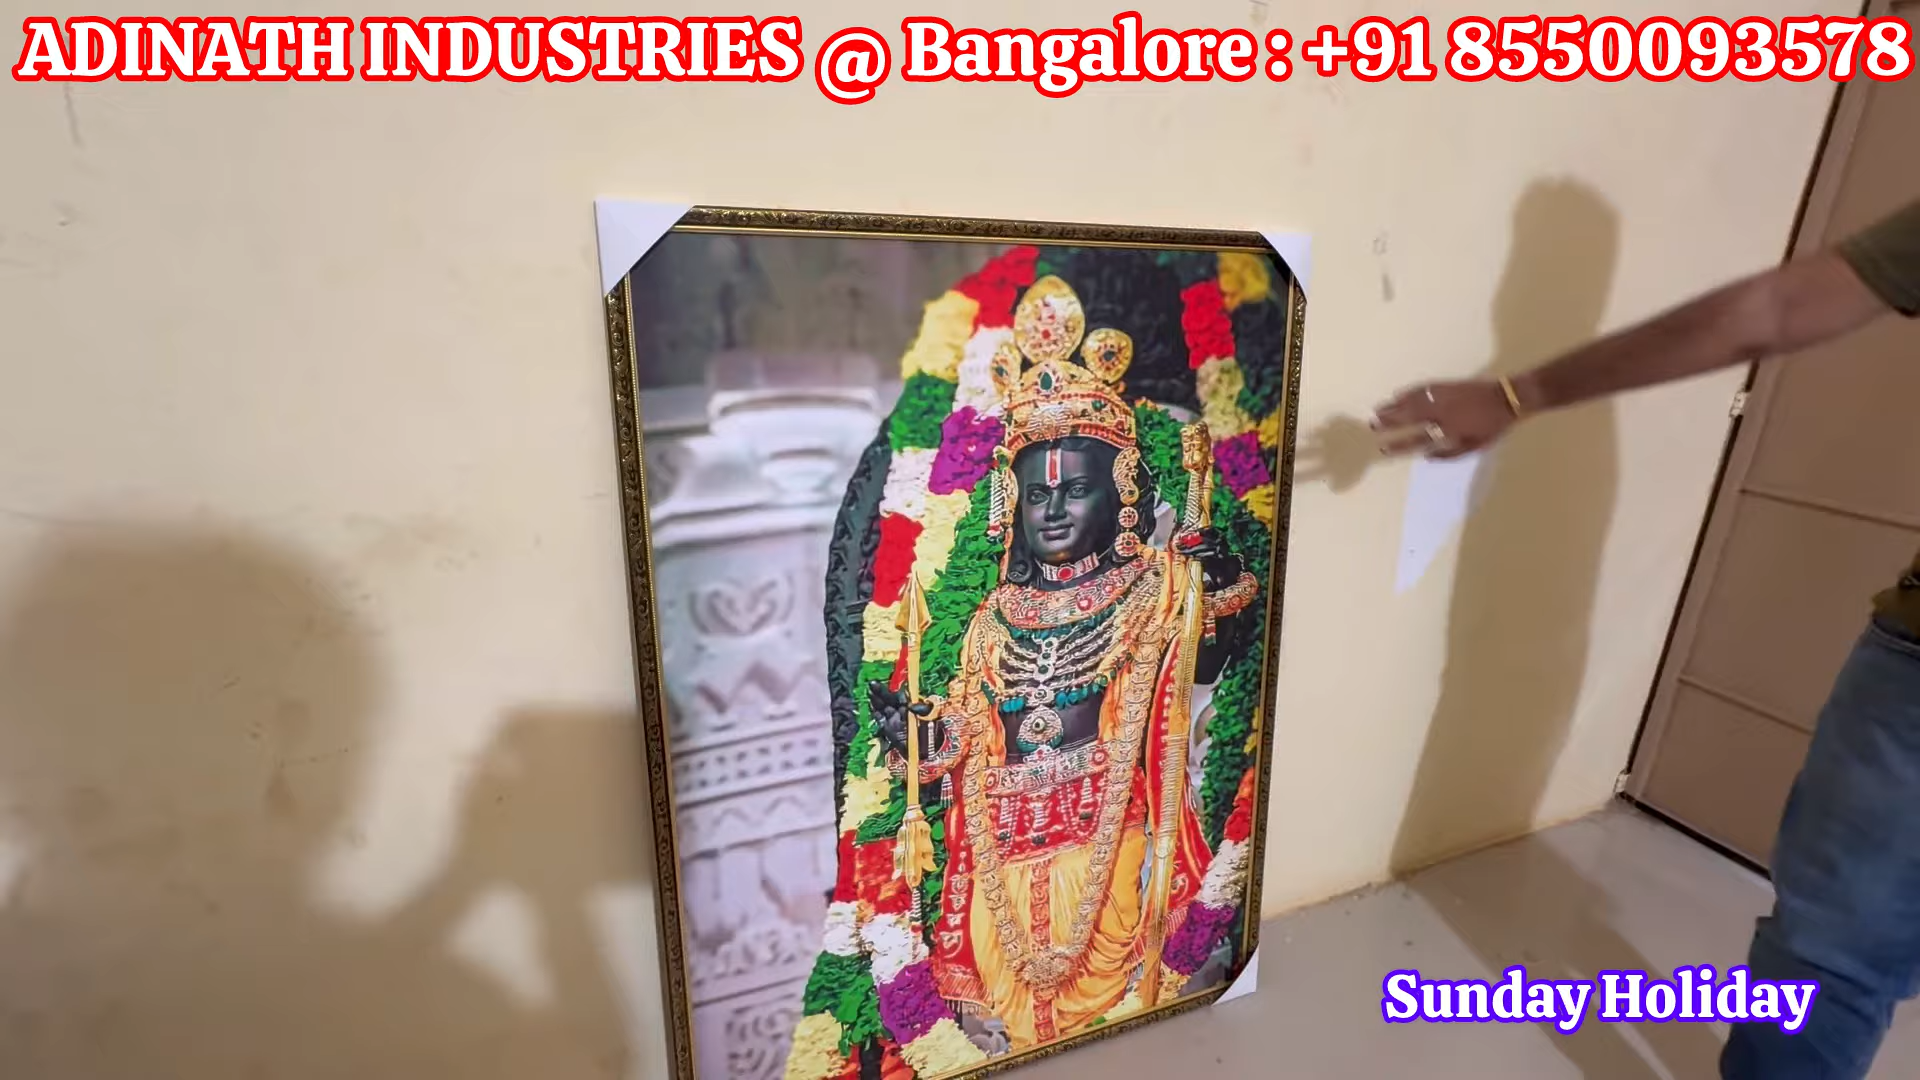 ADINATH INDUSTRIES @ Bangalore : +91 8550093578
Sunday Holiday